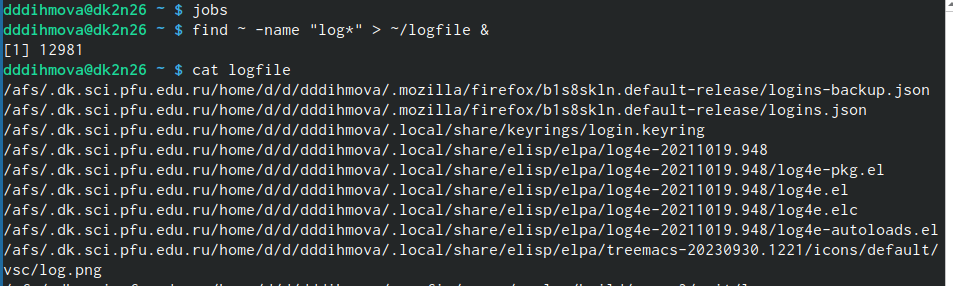 dddihmova@dk2n26 ~ $ jobs
dddihmova@dk2n26 ~ $ find ~ -name "log*" > ~/logfile &
[1] 12981
dddihmova@dk2n26 ~ $ cat logfile
/afs/.dk.sci.pfu.edu.ru/home/d/d/dddihmova/.mozilla/firefox/b1s8skln.default-release/logins-backup.json
/afs/.dk.sci.pfu.edu.ru/home/d/d/dddihmova/.mozilla/firefox/b1s8skln.default-release/logins.json
/afs/.dk.sci.pfu.edu.ru/home/d/d/dddihmova/.local/share/keyrings/login.keyring
/afs/.dk.sci.pfu.edu.ru/home/d/d/dddihmova/.local/share/elisp/elpa/log4e-20211019.948
/afs/.dk.sci.pfu.edu.ru/home/d/d/dddihmova/.local/share/elisp/elpa/log4e-20211019.948/log4e-pkg.el
/afs/.dk.sci.pfu.edu.ru/home/d/d/dddihmova/.local/share/elisp/elpa/log4e-20211019.948/log4e.el
/afs/.dk.sci.pfu.edu.ru/home/d/d/dddihmova/.local/share/elisp/elpa/log4e-20211019.948/log4e.elc
/afs/.dk.sci.pfu.edu.ru/home/d/d/dddihmova/.local/share/elisp/elpa/log4e-20211019.948/log4e-autoloads.el
/afs/.dk.sci.pfu.edu.ru/home/d/d/dddihmova/.local/share/elisp/elpa/treemacs-20230930.1221/icons/default/
vsc/log.png